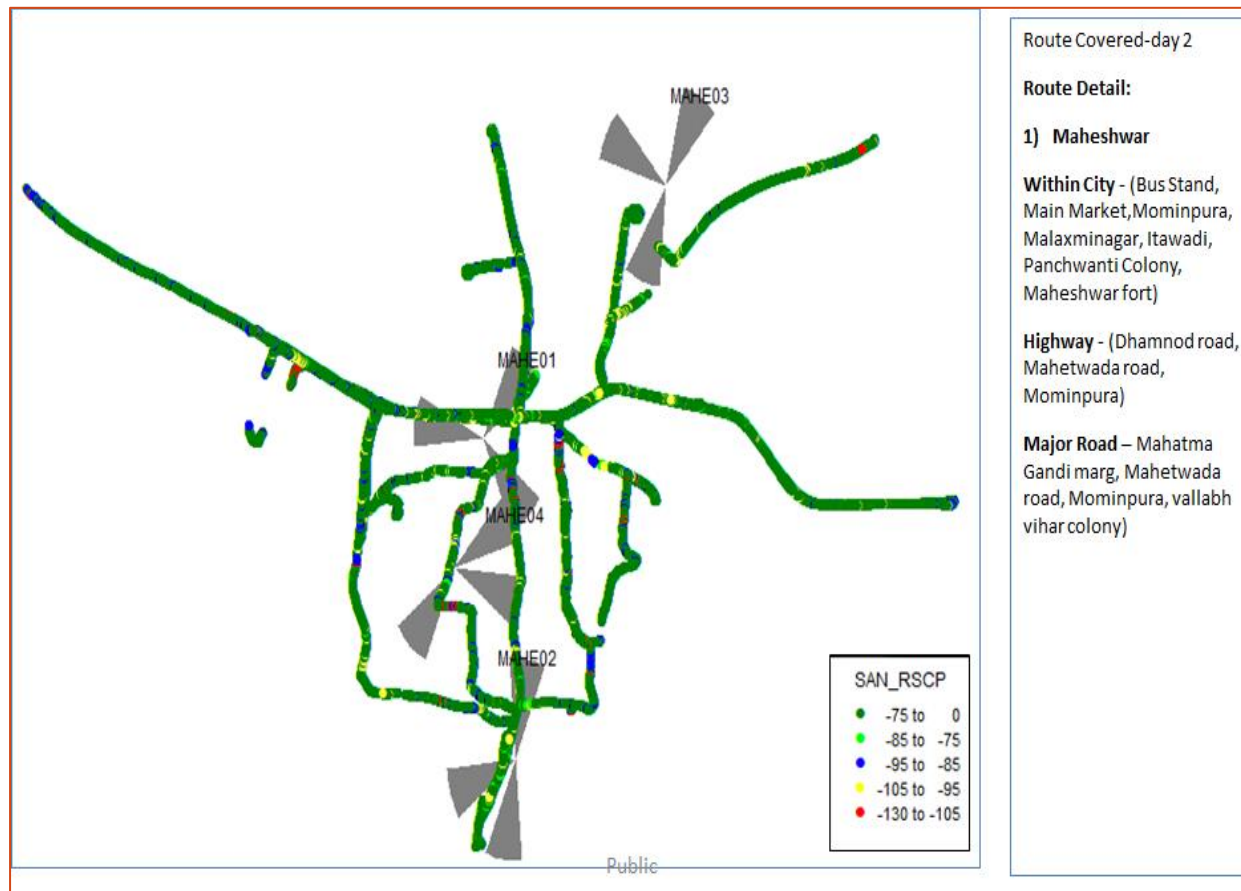 MAHE03
MAHE01
MAHE04
MAHE02
SAN_RSCP
-75 to 0
-85 to -75
-95 to -85
-105 to -95
-130 to -105
Public
Route Covered-day 2
Route Detail:
1) Maheshwar
Within City - (Bus Stand,
Main Market,Mominpura,
Malaxminagar, Itawadi,
Panchwanti Colony,
Maheshwar fort)
Highway - (Dhamnod road,
Mahetwada road,
Mominpura)
Major Road – Mahatma
Gandi marg, Mahetwada
road, Mominpura, vallabh
vihar colony)